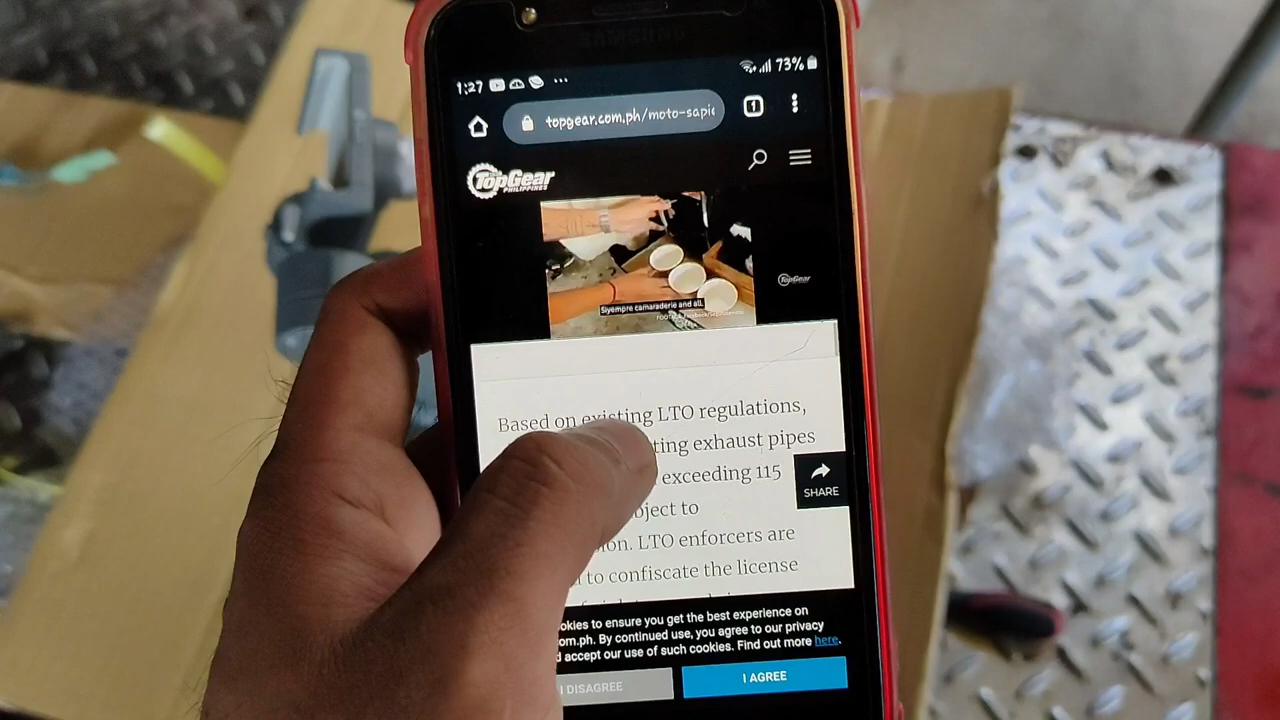 SAMSUNG
1:27 ... 73%
topgear.com.ph/moto-sapie
1
TopGear
PHILIPPINES
TopGear
Siyempre camaraderie and all.
Based on existing LTO regulations,
ting exhaust pipes
exceeding 115
bject to
ion. LTO enforcers are
to confiscate the license
SHARE
okies to ensure you get the best experience on
om.ph. By continued use, you agree to our privacy
d accept our use of such cookies. Find out more here.
I DISAGREE
I AGREE